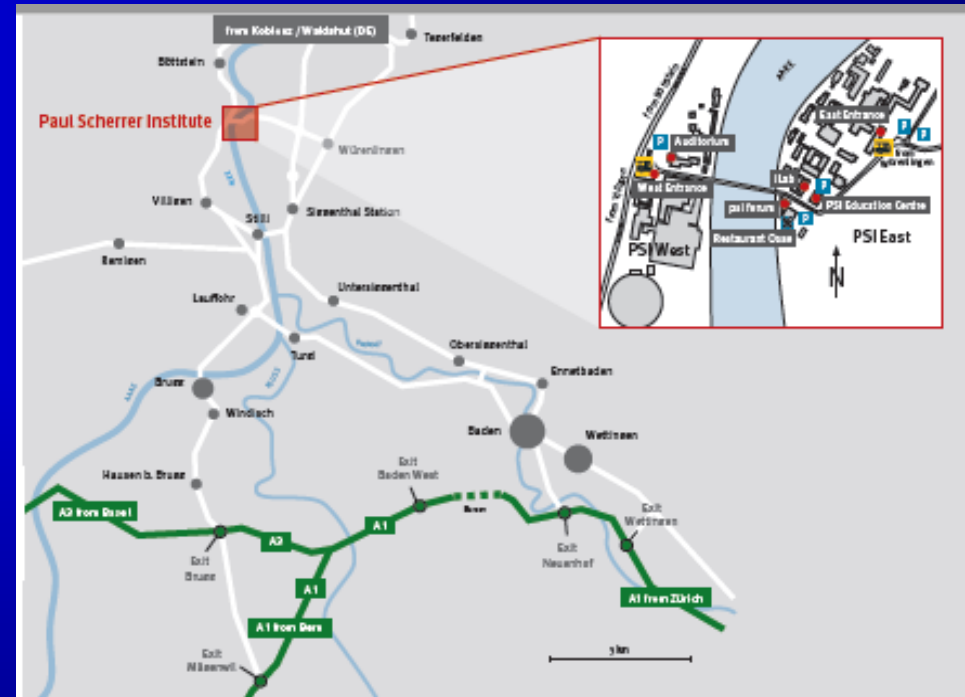 from Koblenz / Waldshut (DE)
Tegerfelden
Böttstein
Paul Scherrer Institute
Würenlingen
AARE
Villigen
Stilli
Siggenthal Station
Remigen
Untersiggenthal
Lauffohr
Turgi
Obersiggenthal
Ennetbaden
AARE
REUSS
Brugg
Windisch
Baden
Wettingen
Hausen b. Brugg
Exit
Baden West
A3 from Basel
A3
A1
Exit
Wettingen
Exit
Brugg
Exit
Neuenhof
A1
A1 from Zürich
A1 from Bern
Exit
Mägenwil
AARE
East Entrance
P
P
P
Auditorium
West Entrance
iLab
P
psi forum
PSI Education Centre
P
Restaurant Oase
PSI West
PSI East
N